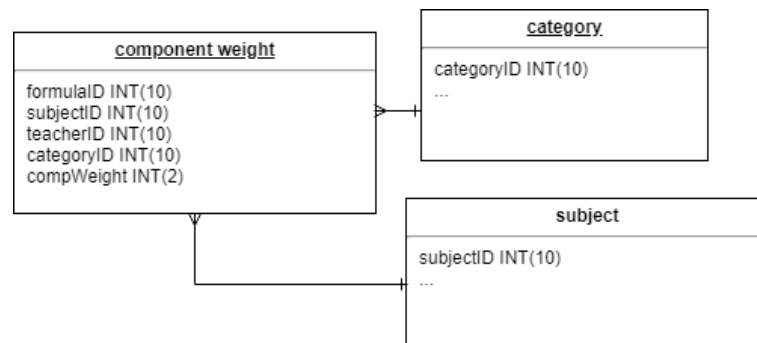 component weight
formulaID INT(10)
subjectID INT(10)
teacherID INT(10)
categoryID INT(10)
compWeight INT(2)
category
categoryID INT(10)
...
subject
subjectID INT(10)
...